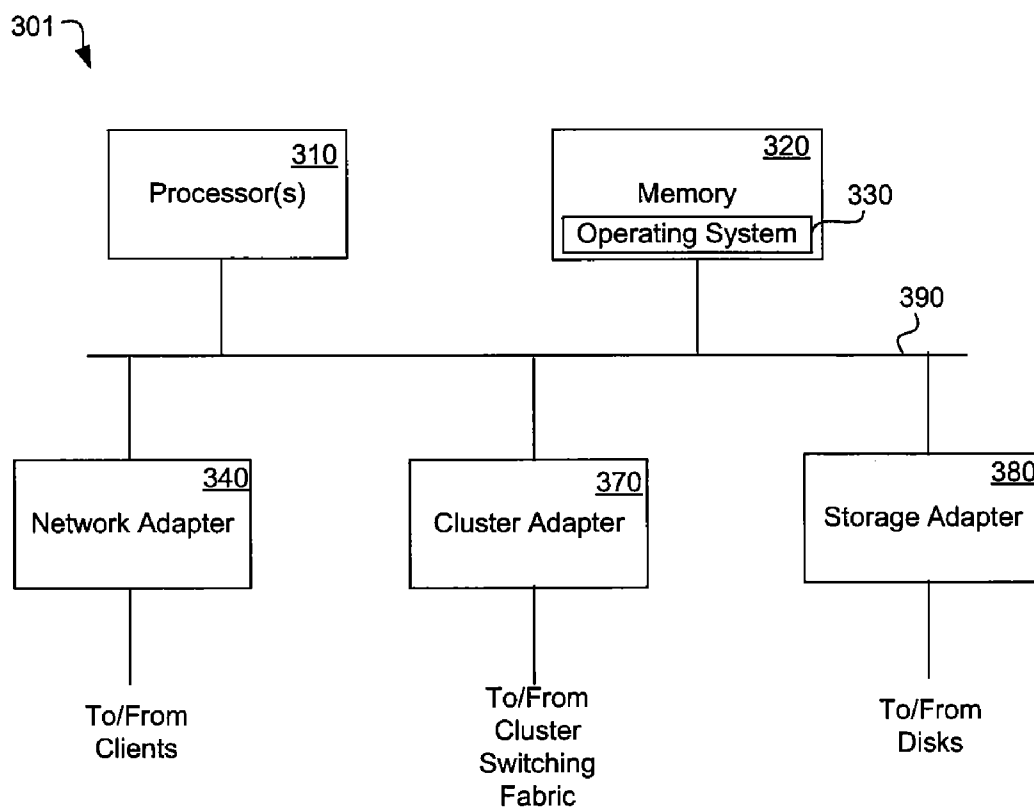 301
310
Processor(s)
320
Memory
330
Operating System
390
340
Network Adapter
370
Cluster Adapter
380
Storage Adapter
To/From
Clients
To/From
Cluster
Switching
Fabric
To/From
Disks